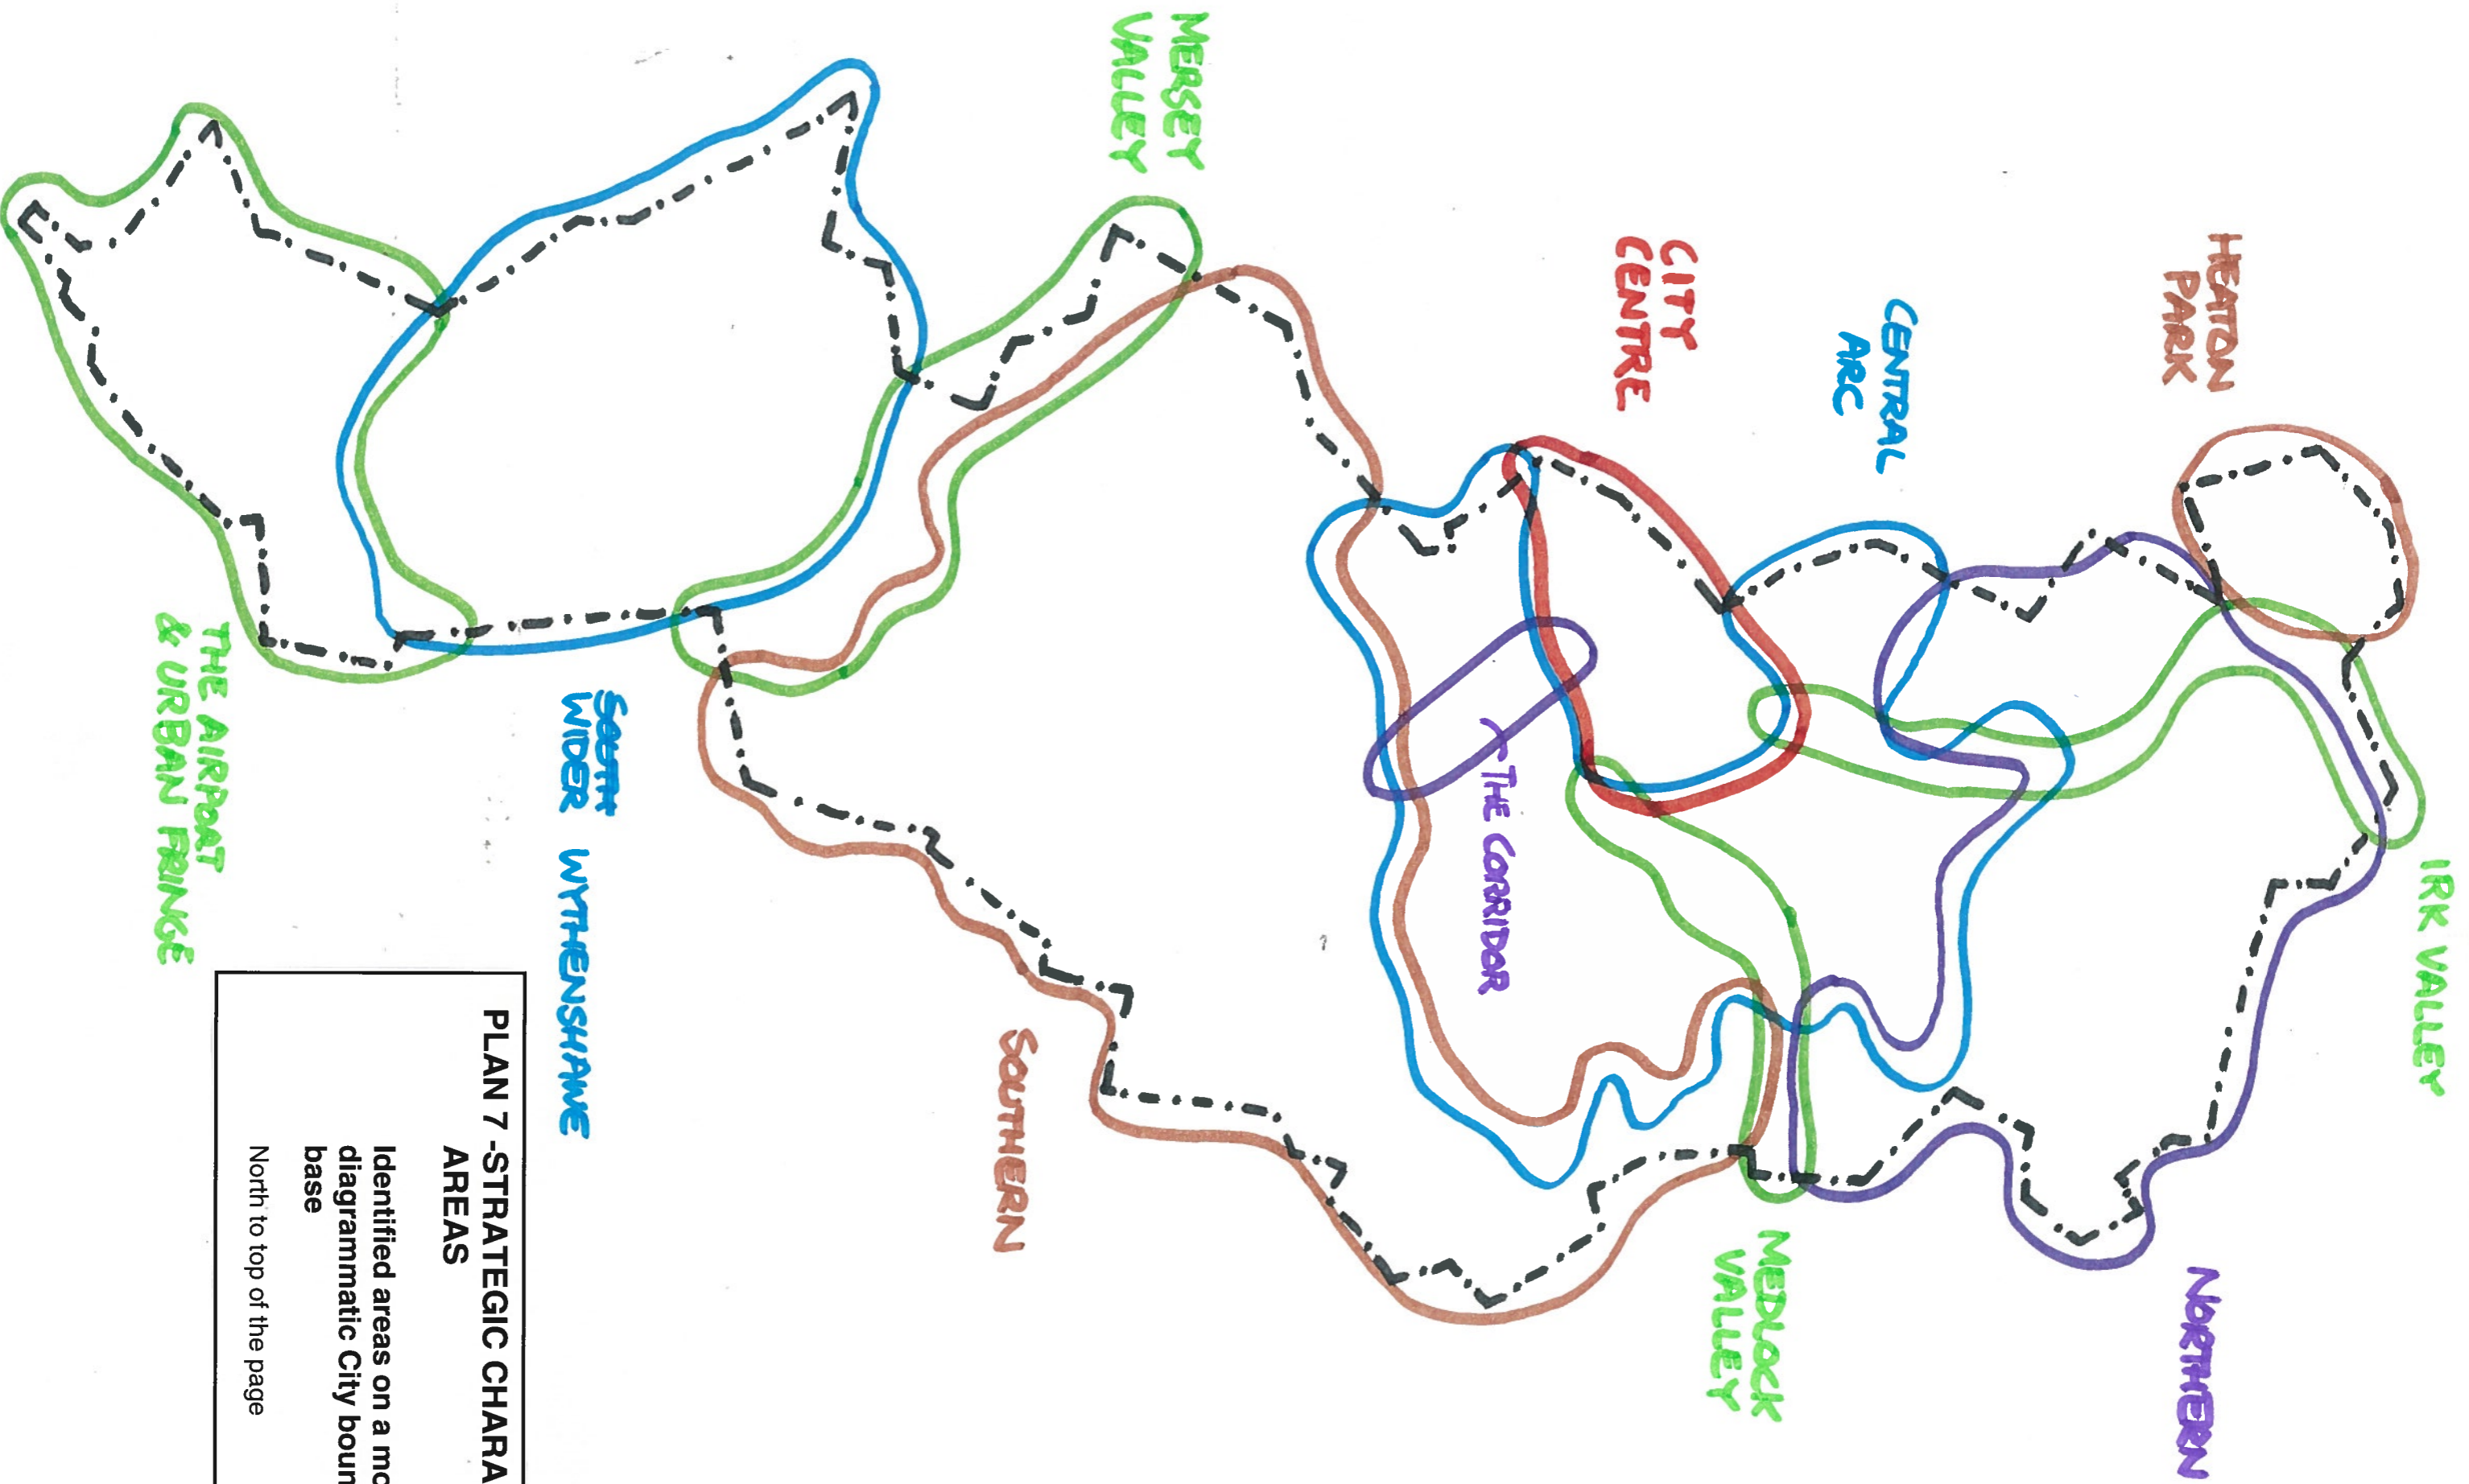 HEATON
PARK
IRK VALLEY
NORTHERN
CENTRAL
ARC
CITY
CENTRE
MEDLOCK
VALLEY
THE CORRIDOR
MERSEY
VALLEY
SOUTHERN
SOUTH
WIDER WYTHENSHAWE
THE AIRPORT
& URBAN FRINGE
PLAN 7 -STRATEGIC CHARA
AREAS
Identified areas on a mo
diagrammatic City boun
base
North to top of the page